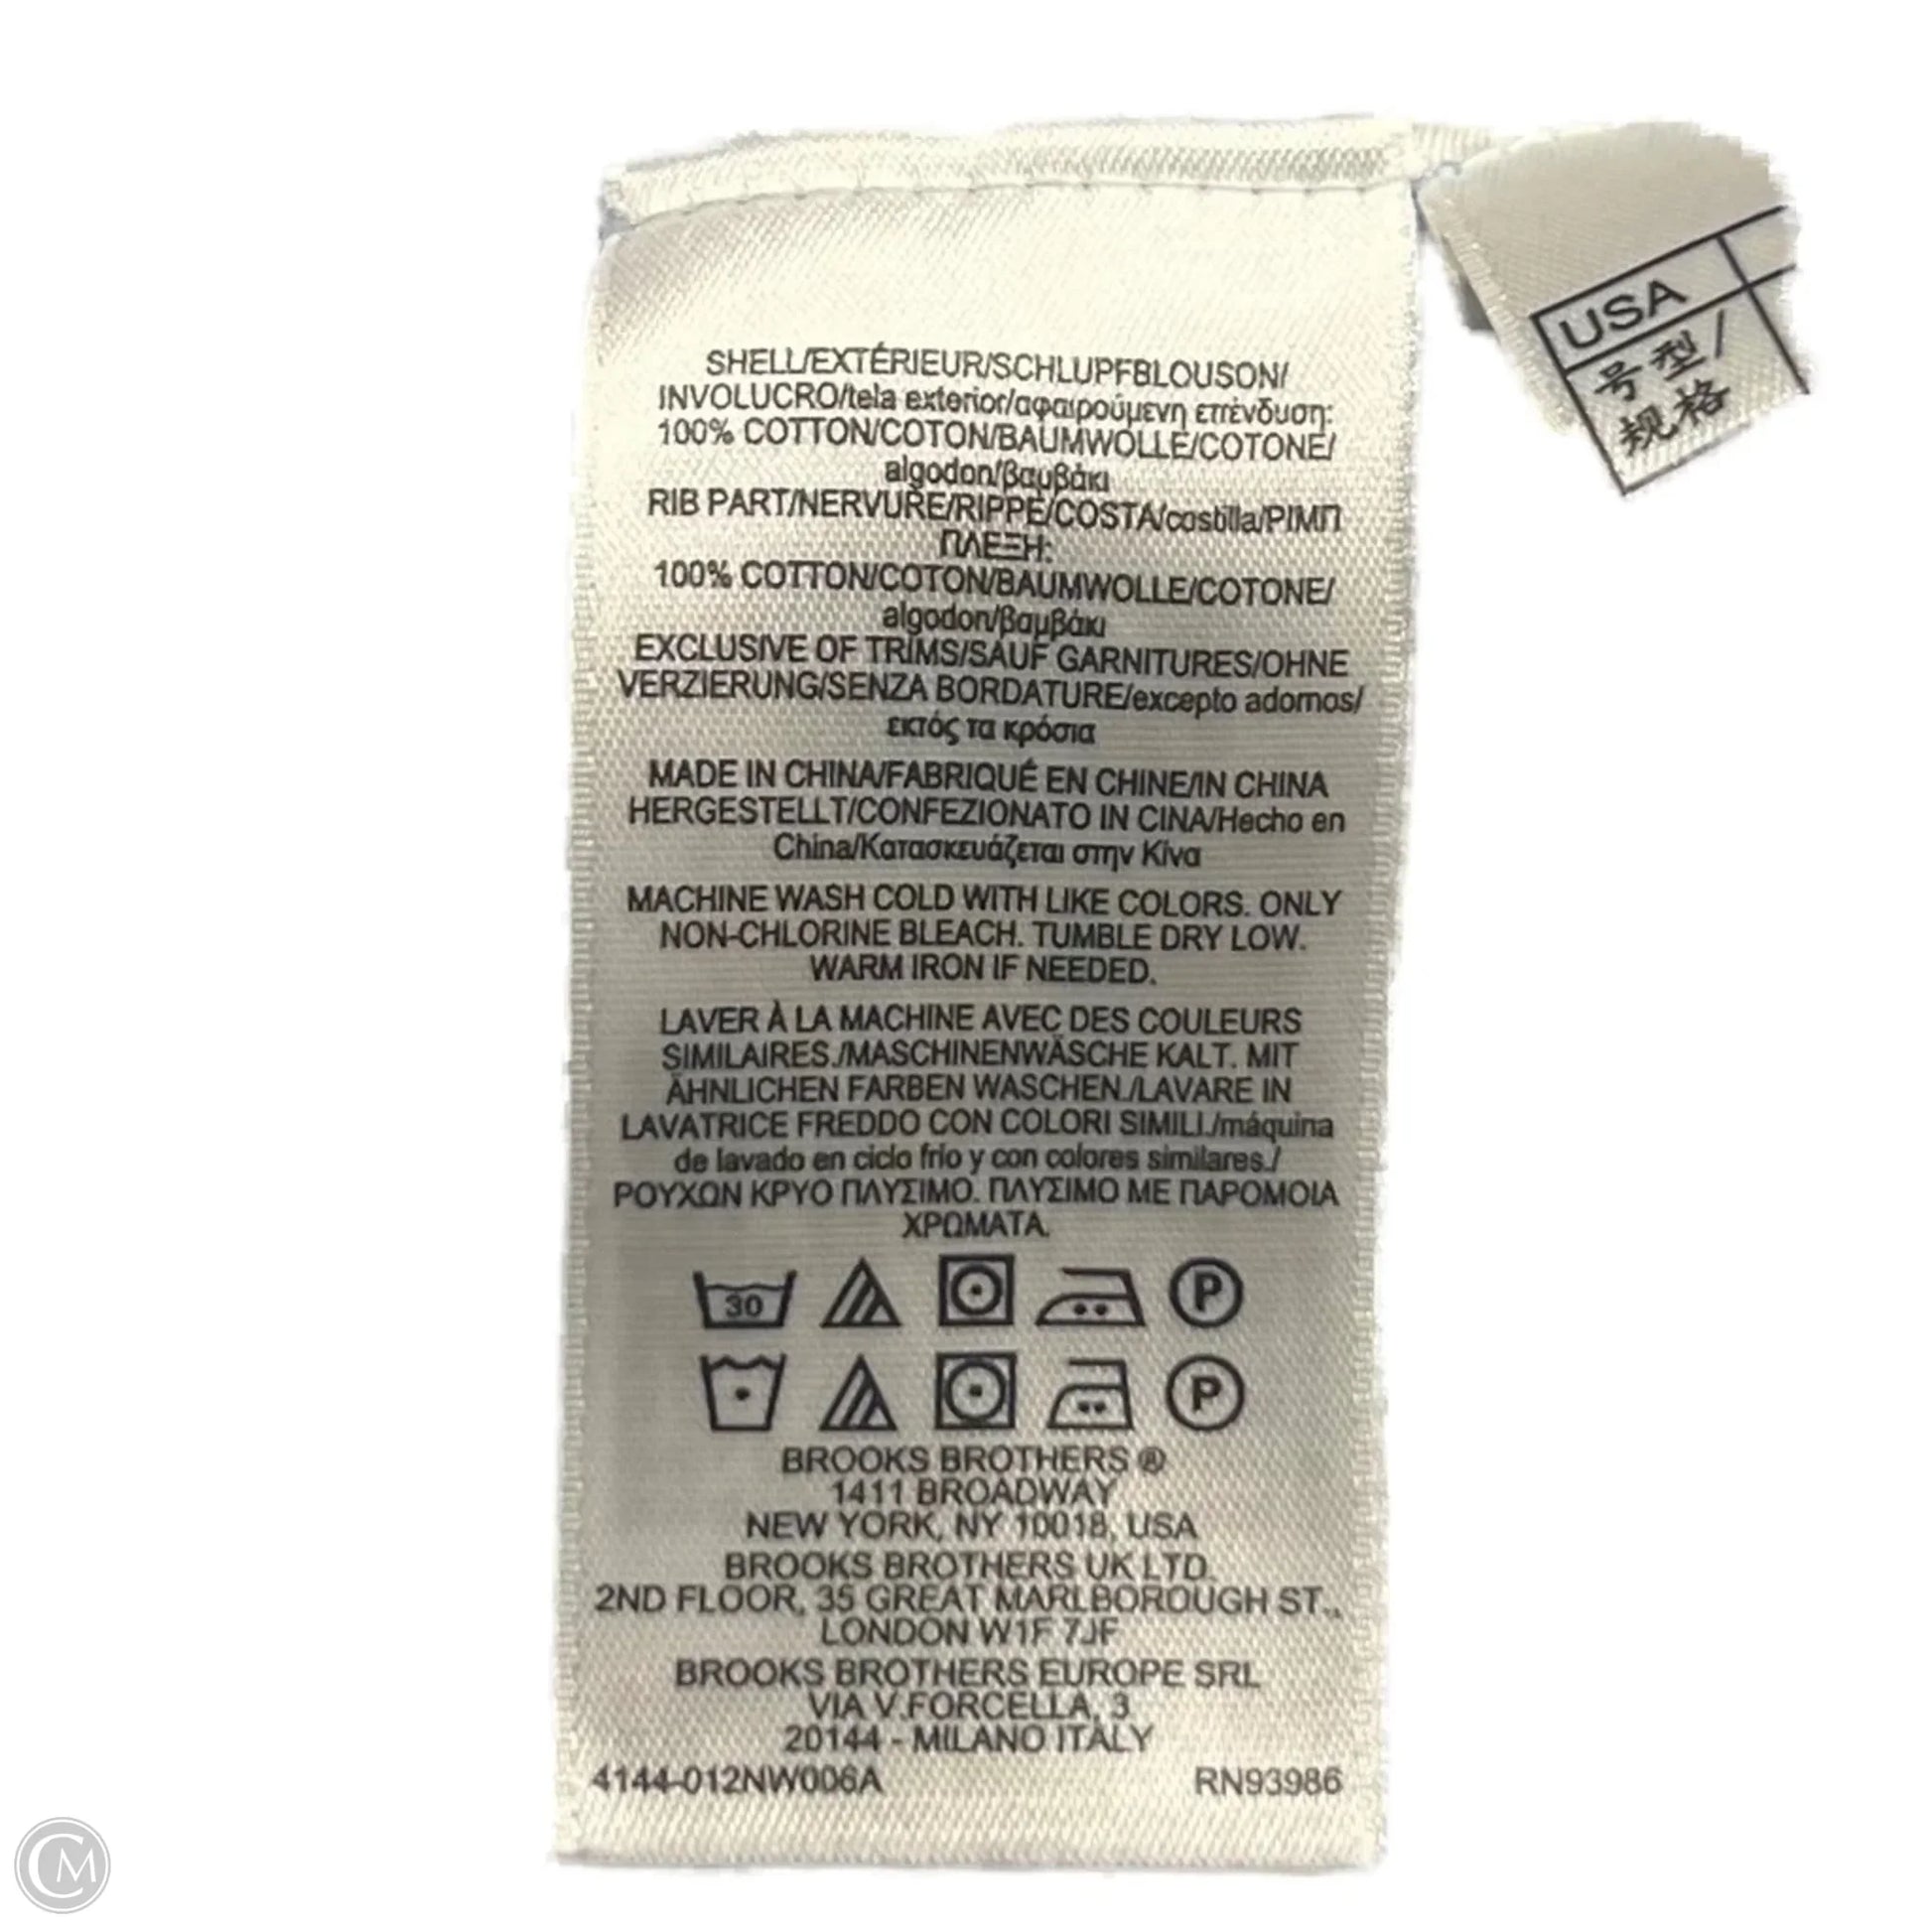 SHELL/EXTÉRIEUR/SCHLUPFBLOUSON/
INVOLUCRO/tela exterior/αφαιρούμενη επένδυση:
100% COTTON/COTON/BAUMWOLLE/COTONE/
algodon/βαμβάκι
RIB PART/NERVURE/RIPPE/COSTA/costilla/ΡΙΜΠ
ΠΛΕΞΗ:
100% COTTON/COTON/BAUMWOLLE/COTONE/
algodon/βαμβάκι
EXCLUSIVE OF TRIMS/SAUF GARNITURES/OHNE
VERZIERUNG/SENZA BORDATURE/excepto adornos/
εκτός τα κρόσια
MADE IN CHINA/FABRIQUÉ EN CHINE/IN CHINA
HERGESTELLT/CONFEZIONATO IN CINA/Hecho en
China/Κατασκευάζεται στην Κίνα
MACHINE WASH COLD WITH LIKE COLORS. ONLY
NON-CHLORINE BLEACH. TUMBLE DRY LOW.
WARM IRON IF NEEDED.
LAVER À LA MACHINE AVEC DES COULEURS
SIMILAIRES./MASCHINENWÄSCHE KALT. MIT
ÄHNLICHEN FARBEN WASCHEN./LAVARE IN
LAVATRICE FREDDO CON COLORI SIMILI./máquina
de lavado en ciclo frio y con colores similares./
ΡΟΥΧΩΝ ΚΡΥΟ ΠΛΥΣΙΜΟ. ΠΛΥΣΙΜΟ ΜΕ ΠΑΡΟΜΟΙΑ
ΧΡΩΜΑΤΑ.
30 P
P
BROOKS BROTHERS ®
1411 BROADWAY
NEW YORK, NY 10018, USA
BROOKS BROTHERS UK LTD.
2ND FLOOR, 35 GREAT MARLBOROUGH ST.,
LONDON W1F 7JF
BROOKS BROTHERS EUROPE SRL
VIA V.FORCELLA, 3
20144 - MILANO ITALY
4144-012NW006A RN93986
USA
号型/
规格
CM